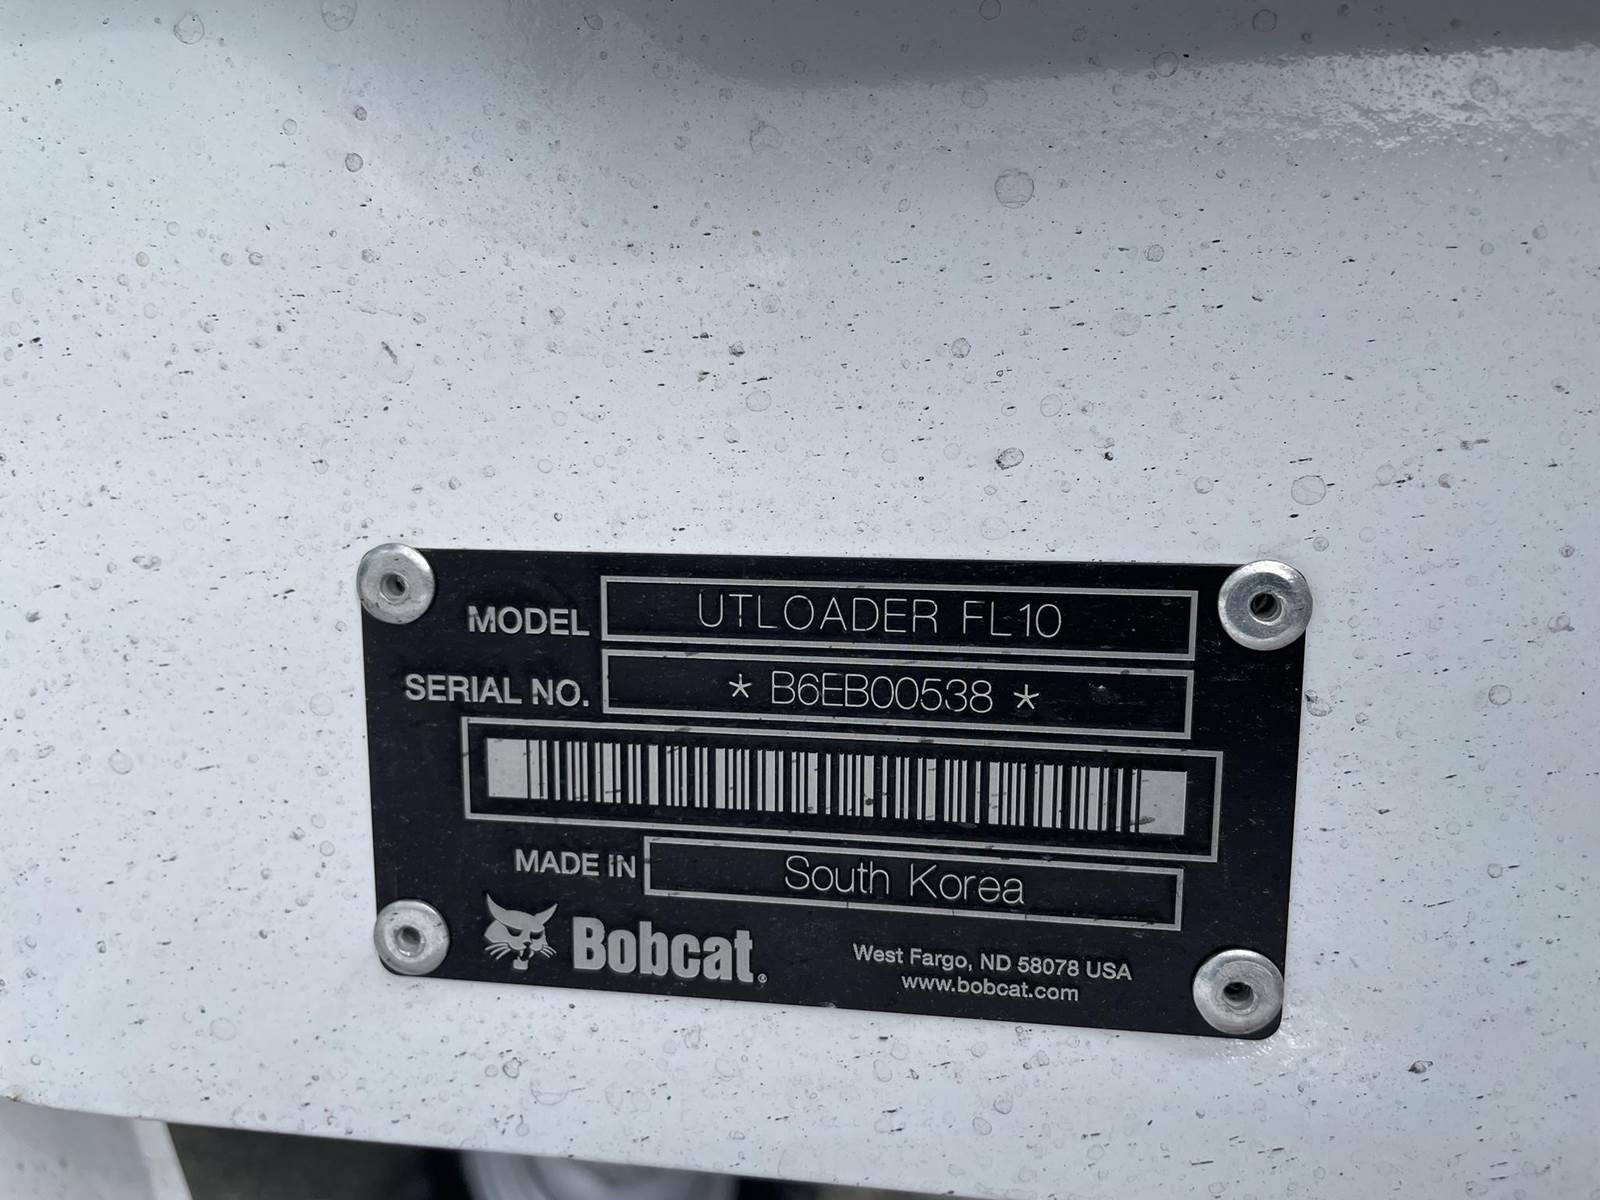 MODEL UTLOADER FL10
SERIAL NO. * B6EB00538 *
MADE IN South Korea
Bobcat®
West Fargo, ND 58078 USA
www.bobcat.com